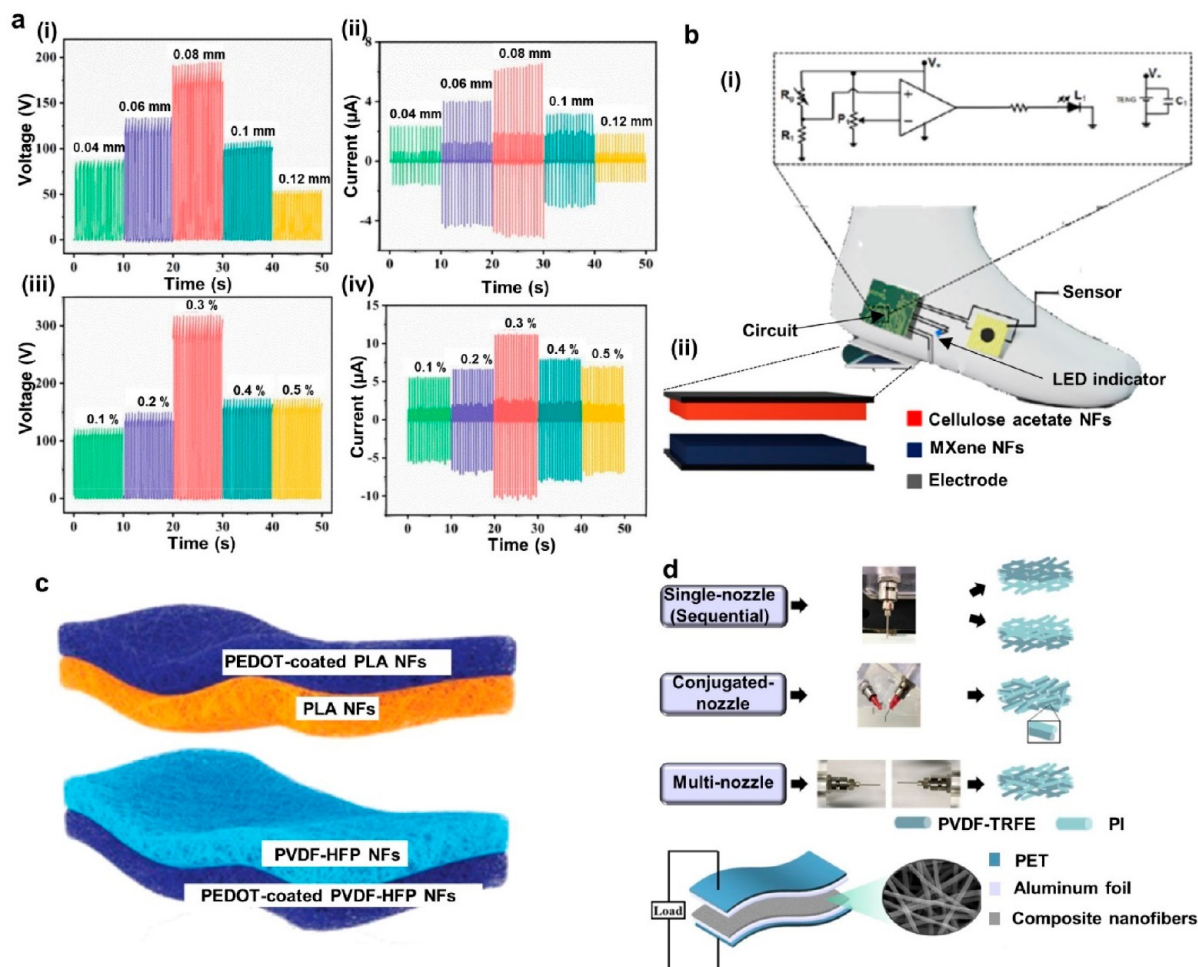 a
(i)
Voltage (V)
200
150
100
50
0
0.04 mm
0.06 mm
0.08 mm
0.1 mm
0.12 mm
0 10 20 30 40 50
Time (s)
(ii)
Current (µA)
8
4
0
-4
0.04 mm
0.06 mm
0.08 mm
0.1 mm
0.12 mm
0 10 20 30 40 50
Time (s)
(iii)
Voltage (V)
300
200
100
0
0.1 %
0.2 %
0.3 %
0.4 %
0.5 %
0 10 20 30 40 50
Time (s)
(iv)
Current (µA)
15
10
5
0
-5
-10
0.1 %
0.2 %
0.3 %
0.4 %
0.5 %
0 10 20 30 40 50
Time (s)
b
(i)
R1
V+
+
−
L1
V+
TENG
C1
Sensor
Circuit
LED indicator
(ii)
Cellulose acetate NFs
MXene NFs
Electrode
c
PEDOT-coated PLA NFs
PLA NFs
PVDF-HFP NFs
PEDOT-coated PVDF-HFP NFs
d
Single-nozzle
(Sequential)
Conjugated-
nozzle
Multi-nozzle
PVDF-TRFE PI
Load
PET
Aluminum foil
Composite nanofibers